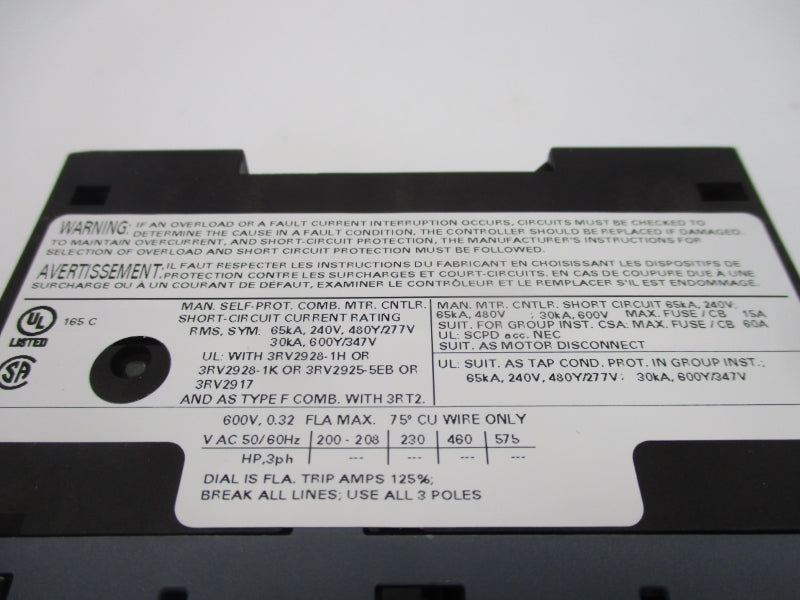 WARNING: IF AN OVERLOAD OR A FAULT CURRENT INTERRUPTION OCCURS, CIRCUITS MUST BE CHECKED TO
DETERMINE THE CAUSE IN A FAULT CONDITION, THE CONTROLLER SHOULD BE REPLACED IF DAMAGED.
TO MAINTAIN OVERCURRENT, AND SHORT-CIRCUIT PROTECTION, THE MANUFACTURER'S INSTRUCTIONS FOR
SELECTION OF OVERLOAD AND SHORT CIRCUIT PROTECTION MUST BE FOLLOWED.
AVERTISSEMENT: IL FAUT RESPECTER LES INSTRUCTIONS DU FABRICANT EN CHOISISSANT LES DISPOSITIFS DE
PROTECTION CONTRE LES SURCHARGES ET COURT-CIRCUITS. EN CAS DE COUPURE DUE À UNE
SURCHARGE OU À UN COURANT DE DÉFAUT, EXAMINER LE CONTRÔLEUR ET LE REMPLACER S'IL EST ENDOMMAGE.
UL
LISTED
165 C
SA
MAN. SELF-PROT. COMB. MTR. CNTLR.
SHORT-CIRCUIT CURRENT RATING
RMS, SYM: 65kA, 240V, 480Y/277V
30kA, 600Y/347V
UL: WITH 3RV2928-1H OR
3RV2928-1K OR 3RV2925-5EB OR
3RV2917
AND AS TYPE F COMB. WITH 3RT2.
MAN. MTR. CNTLR. SHORT CIRCUIT 65kA, 240V,
65kA, 480V ; 30kA, 600V MAX. FUSE / CB 15A
SUIT. FOR GROUP INST. CSA: MAX. FUSE / CB 60A
UL: SCPD acc. NEC
SUIT. AS MOTOR DISCONNECT
UL: SUIT. AS TAP COND. PROT. IN GROUP INST.:
65kA, 240V, 480Y/277V; 30kA, 600Y/347V
600V, 0.32 FLA MAX. 75° CU WIRE ONLY
V AC 50/60Hz 200 - 208 230 460 575
HP, 3ph --- --- --- ---
DIAL IS FLA. TRIP AMPS 125%;
BREAK ALL LINES; USE ALL 3 POLES